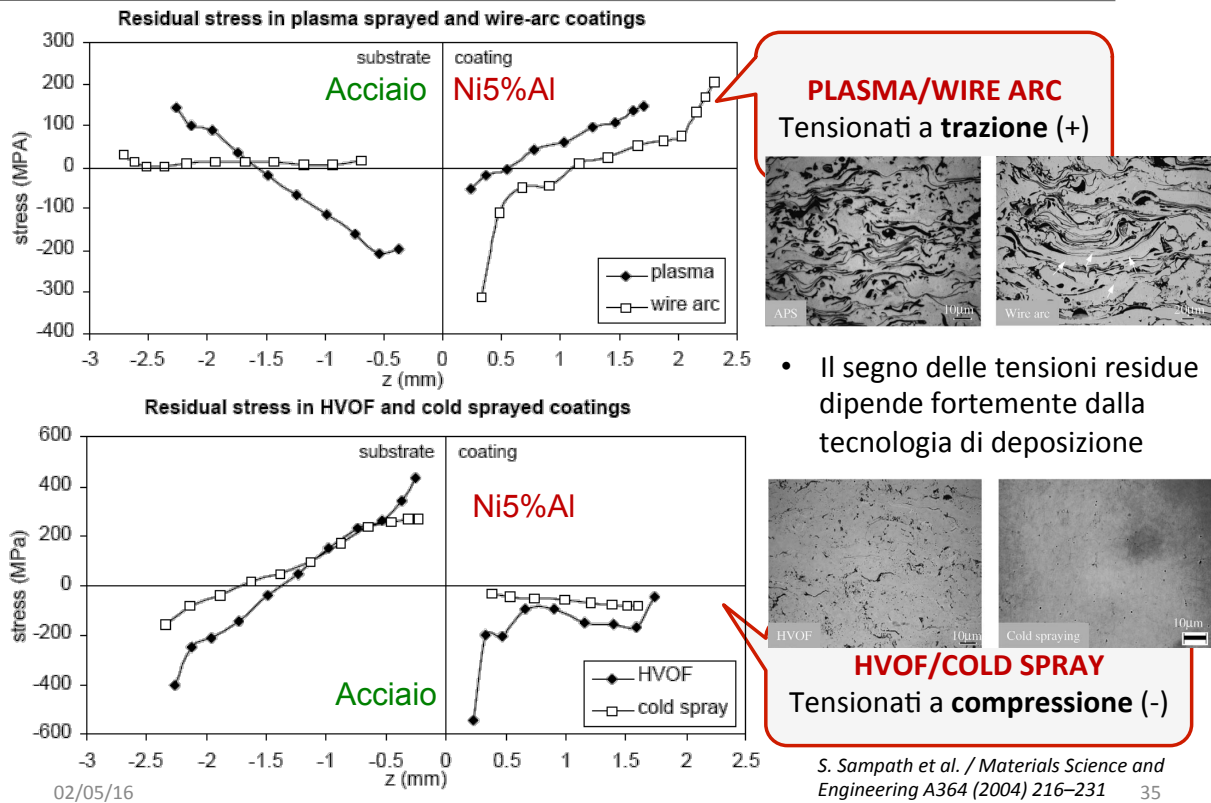 Residual stress in plasma sprayed and wire-arc coatings
300
200
100
0
-100
-200
-300
-400
stress (MPA)
substrate
coating
Acciaio
Ni5%Al
plasma
wire arc
-3 -2.5 -2 -1.5 -1 -0.5 0 0.5 1 1.5 2 2.5
z (mm)
PLASMA/WIRE ARC
Tensionati a trazione (+)
APS
10µm
Wire arc
20µm
• Il segno delle tensioni residue
dipende fortemente dalla
tecnologia di deposizione
Residual stress in HVOF and cold sprayed coatings
600
400
200
0
-200
-400
-600
stress (MPa)
substrate
coating
Ni5%Al
Acciaio
HVOF
cold spray
-3 -2.5 -2 -1.5 -1 -0.5 0 0.5 1 1.5 2 2.5
z (mm)
HVOF
10µm
Cold spraying
10µm
HVOF/COLD SPRAY
Tensionati a compressione (-)
S. Sampath et al. / Materials Science and
Engineering A364 (2004) 216–231
02/05/16
35